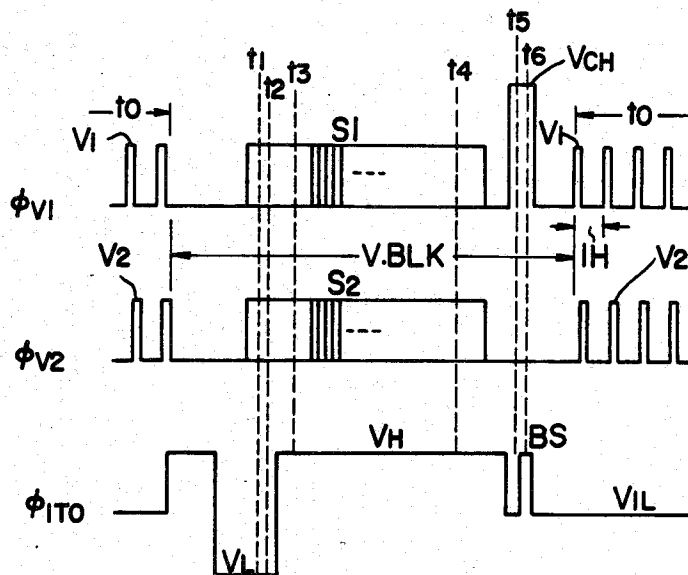 t5
t1
t3
t4
t6
VCH
t2
t0
t0
V1
S1
V1
φV1
1H
V.BLK
V2
S2
V2
φV2
VH
BS
φITO
VIL
VL